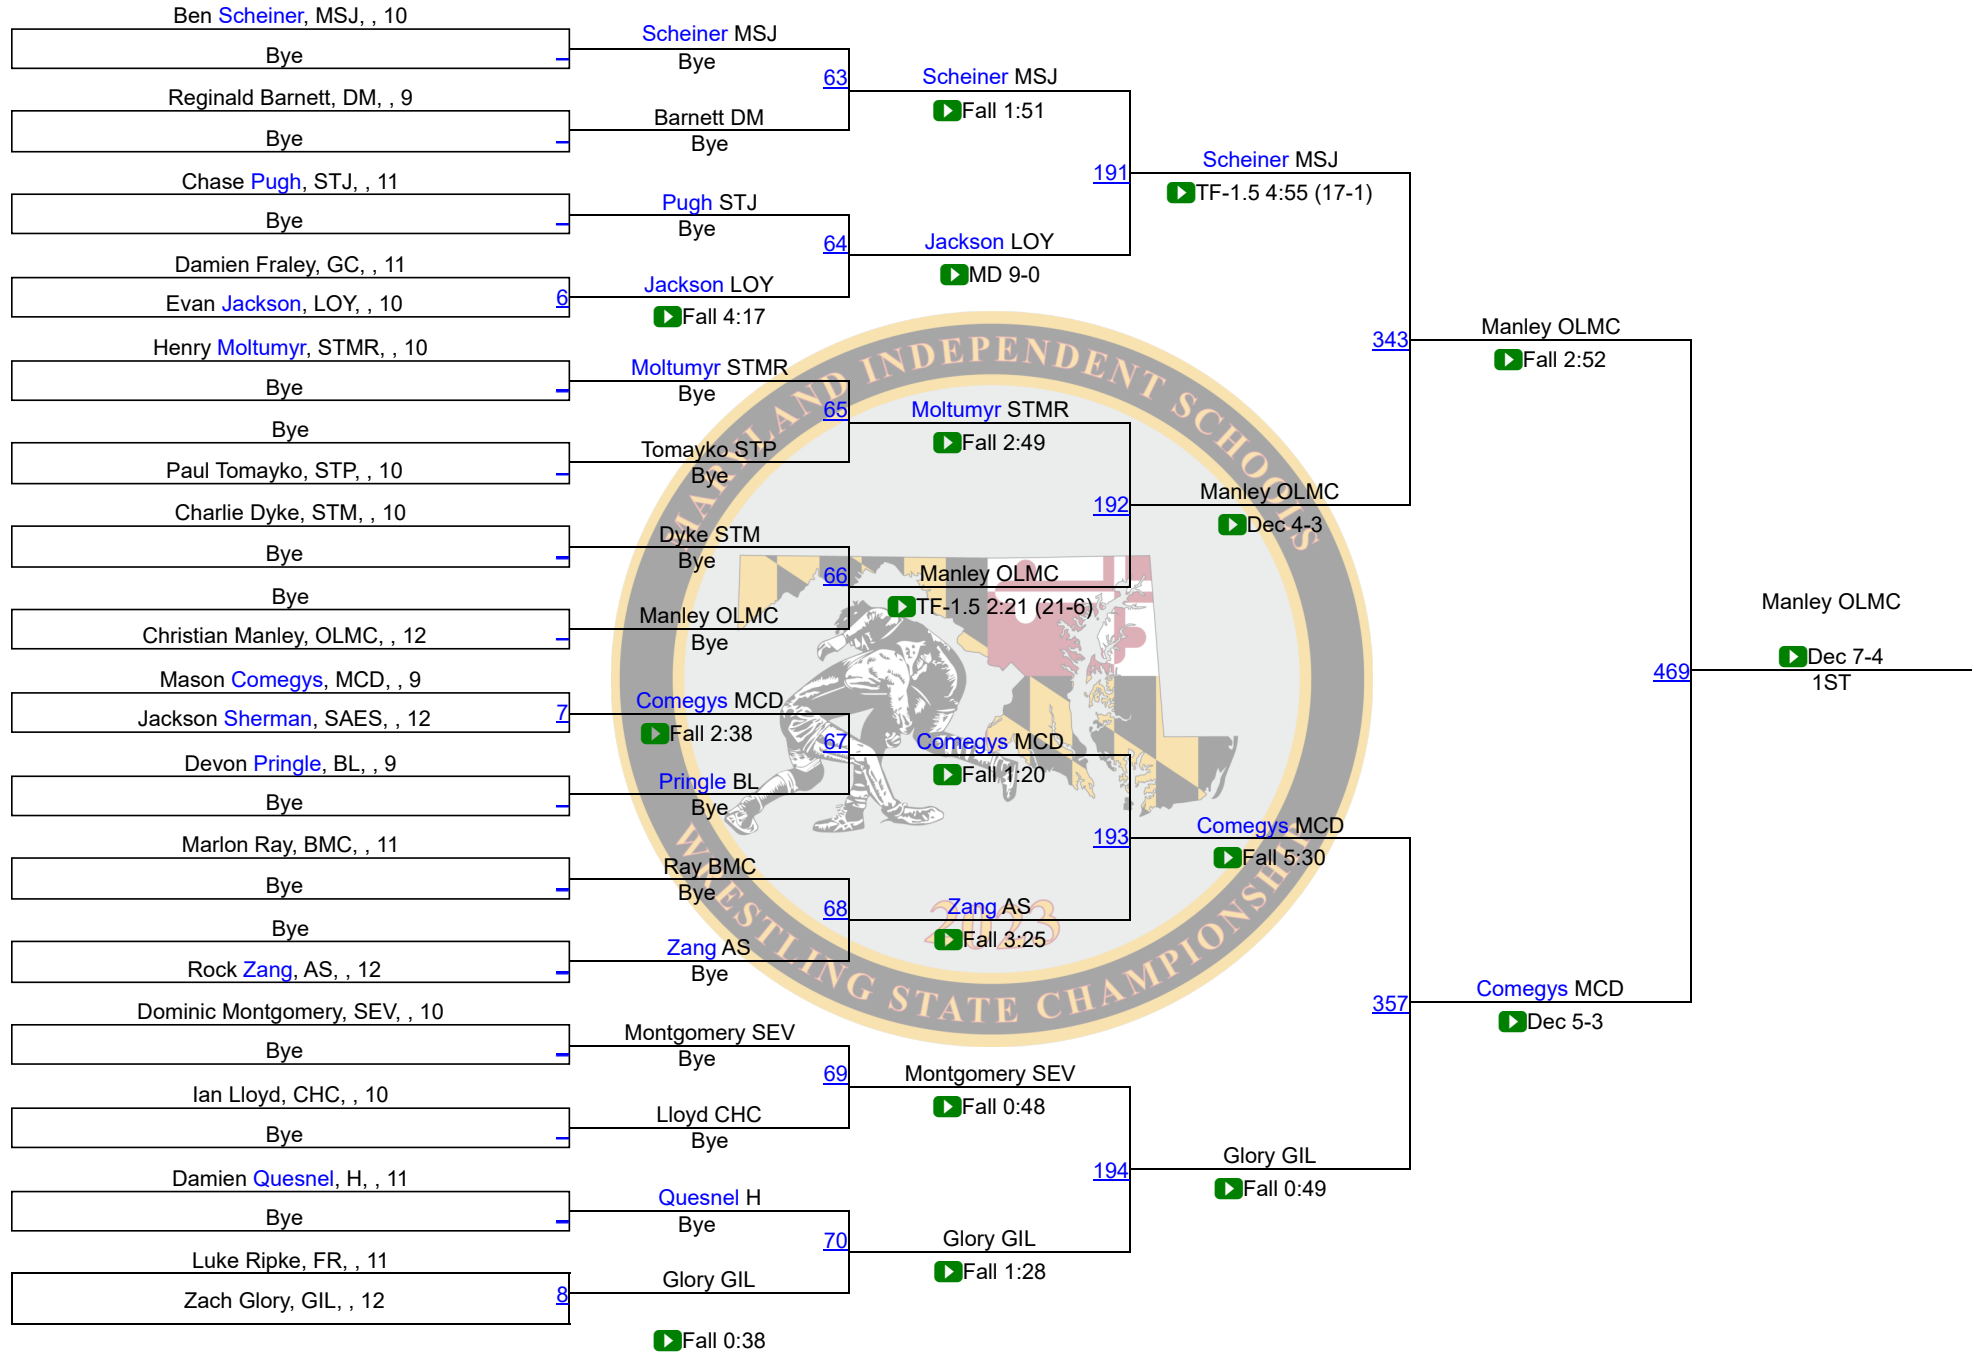 Ben Scheiner, MSJ, , 10
Bye
Reginald Barnett, DM, , 9
Bye
Chase Pugh, STJ, , 11
Bye
Damien Fraley, GC, , 11
Evan Jackson, LOY, , 10
6
Henry Moltumyr, STMR, , 10
Bye
Bye
Paul Tomayko, STP, , 10
Charlie Dyke, STM, , 10
Bye
Bye
Christian Manley, OLMC, , 12
Mason Comegys, MCD, , 9
Jackson Sherman, SAES, , 12
7
Devon Pringle, BL, , 9
Bye
Marlon Ray, BMC, , 11
Bye
Bye
Rock Zang, AS, , 12
Dominic Montgomery, SEV, , 10
Bye
Ian Lloyd, CHC, , 10
Bye
Damien Quesnel, H, , 11
Bye
Luke Ripke, FR, , 11
Zach Glory, GIL, , 12
8
Scheiner MSJ
Bye
63
Barnett DM
Bye
Pugh STJ
Bye
64
Jackson LOY
Fall 4:17
Moltumyr STMR
Bye
65
Tomayko STP
Bye
Dyke STM
Bye
66
Manley OLMC
Bye
Comegys MCD
Fall 2:38
67
Pringle BL
Bye
Ray BMC
Bye
68
Zang AS
Bye
Montgomery SEV
Bye
69
Lloyd CHC
Bye
Quesnel H
Bye
70
Glory GIL
Fall 0:38
Scheiner MSJ
Fall 1:51
191
Jackson LOY
MD 9-0
Moltumyr STMR
Fall 2:49
192
Manley OLMC
TF-1.5 2:21 (21-6)
Comegys MCD
Fall 1:20
193
Zang AS
Fall 3:25
Montgomery SEV
Fall 0:48
194
Glory GIL
Fall 1:28
Scheiner MSJ
TF-1.5 4:55 (17-1)
343
Manley OLMC
Dec 4-3
Comegys MCD
Fall 5:30
357
Glory GIL
Fall 0:49
Manley OLMC
Fall 2:52
469
Comegys MCD
Dec 5-3
Manley OLMC
Dec 7-4
1ST
MARYLAND INDEPENDENT SCHOOLS
WRESTLING STATE CHAMPIONSHIP
2023